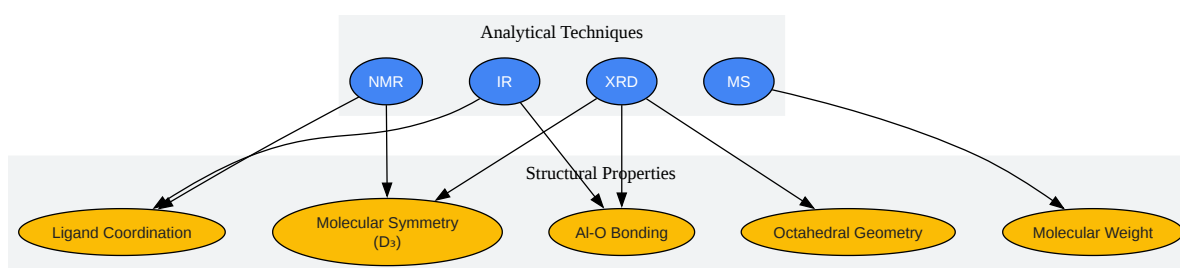 Analytical Techniques
NMR
IR
XRD
MS
Structural Properties
Ligand Coordination
Molecular Symmetry
(D₃)
Al-O Bonding
Octahedral Geometry
Molecular Weight